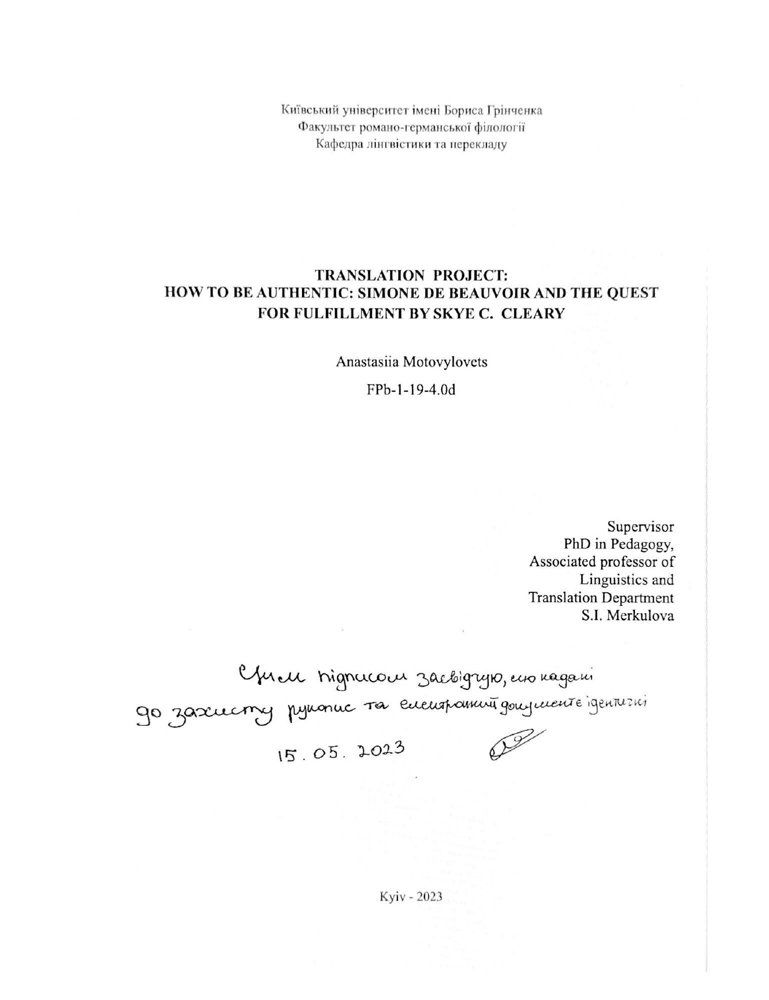 Київський університет імені Бориса Грінченка
Факультет романо-германської філології
Кафедра лінгвістики та перекладу
TRANSLATION PROJECT:
HOW TO BE AUTHENTIC: SIMONE DE BEAUVOIR AND THE QUEST
FOR FULFILLMENT BY SKYE C. CLEARY
Anastasiia Motovylovets
FPb-1-19-4.0d
Supervisor
PhD in Pedagogy,
Associated professor of
Linguistics and
Translation Department
S.I. Merkulova
Цим підписом засвідчую, що надані
до захисту рукопис та електронний документ є ідентичні
15.05.2023
Kyiv - 2023